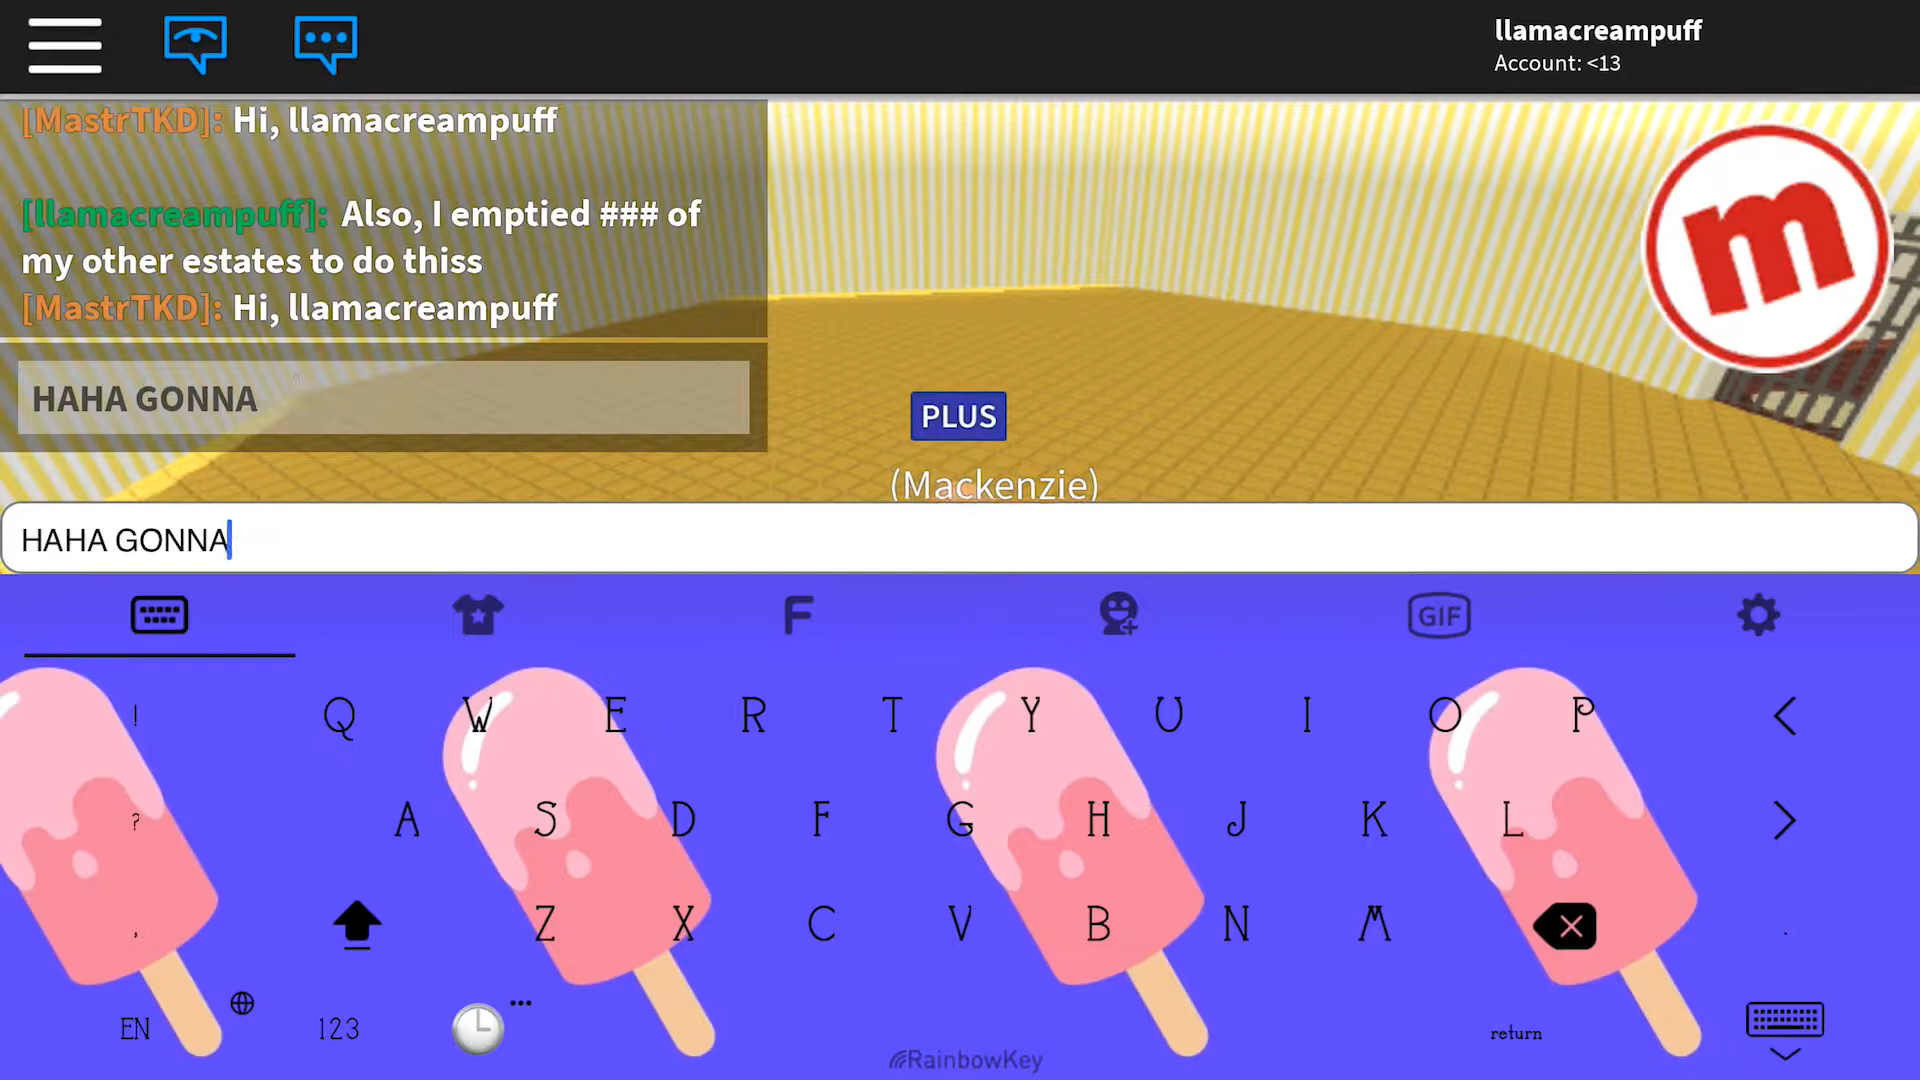 llamacreampuff
Account: <13
[MastrTKD]: Hi, llamacreampuff
[llamacreampuff]: Also, I emptied ### of
my other estates to do thiss
[MastrTKD]: Hi, llamacreampuff
HAHA GONNA
m
PLUS
(Mackenzie)
HAHA GONNA
F
GIF
! Q W E R T Y U I O P <
? A S D F G H J K L >
, Z X C V B N M .
EN 123 ... return
RainbowKey